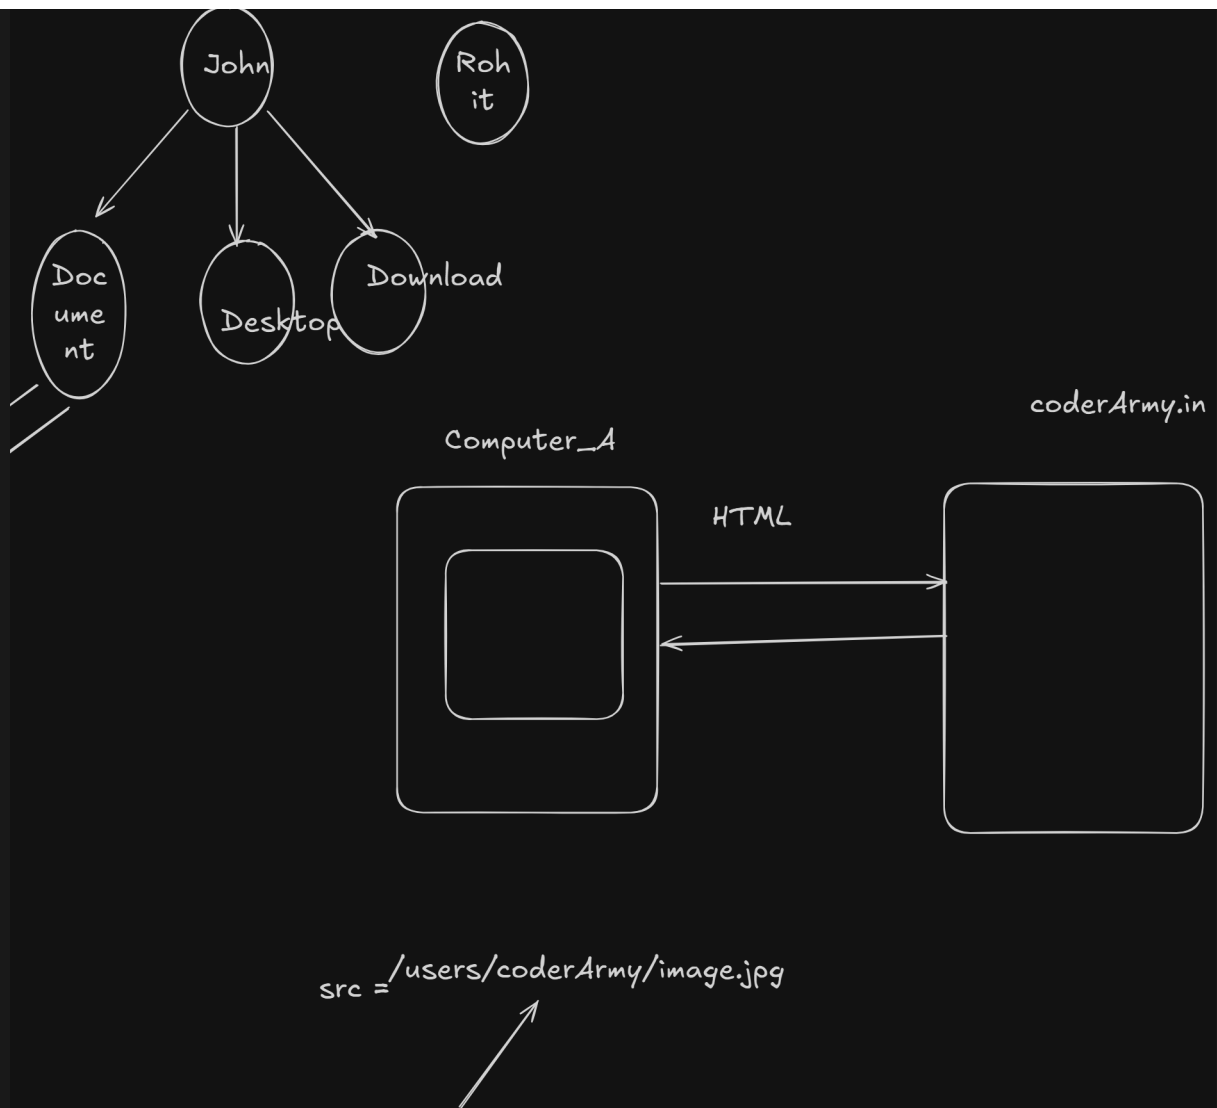 John
Roh
it
Doc
ume
nt
Desktop
Download
coderArmy.in
Computer_A
HTML
src =/users/coderArmy/image.jpg